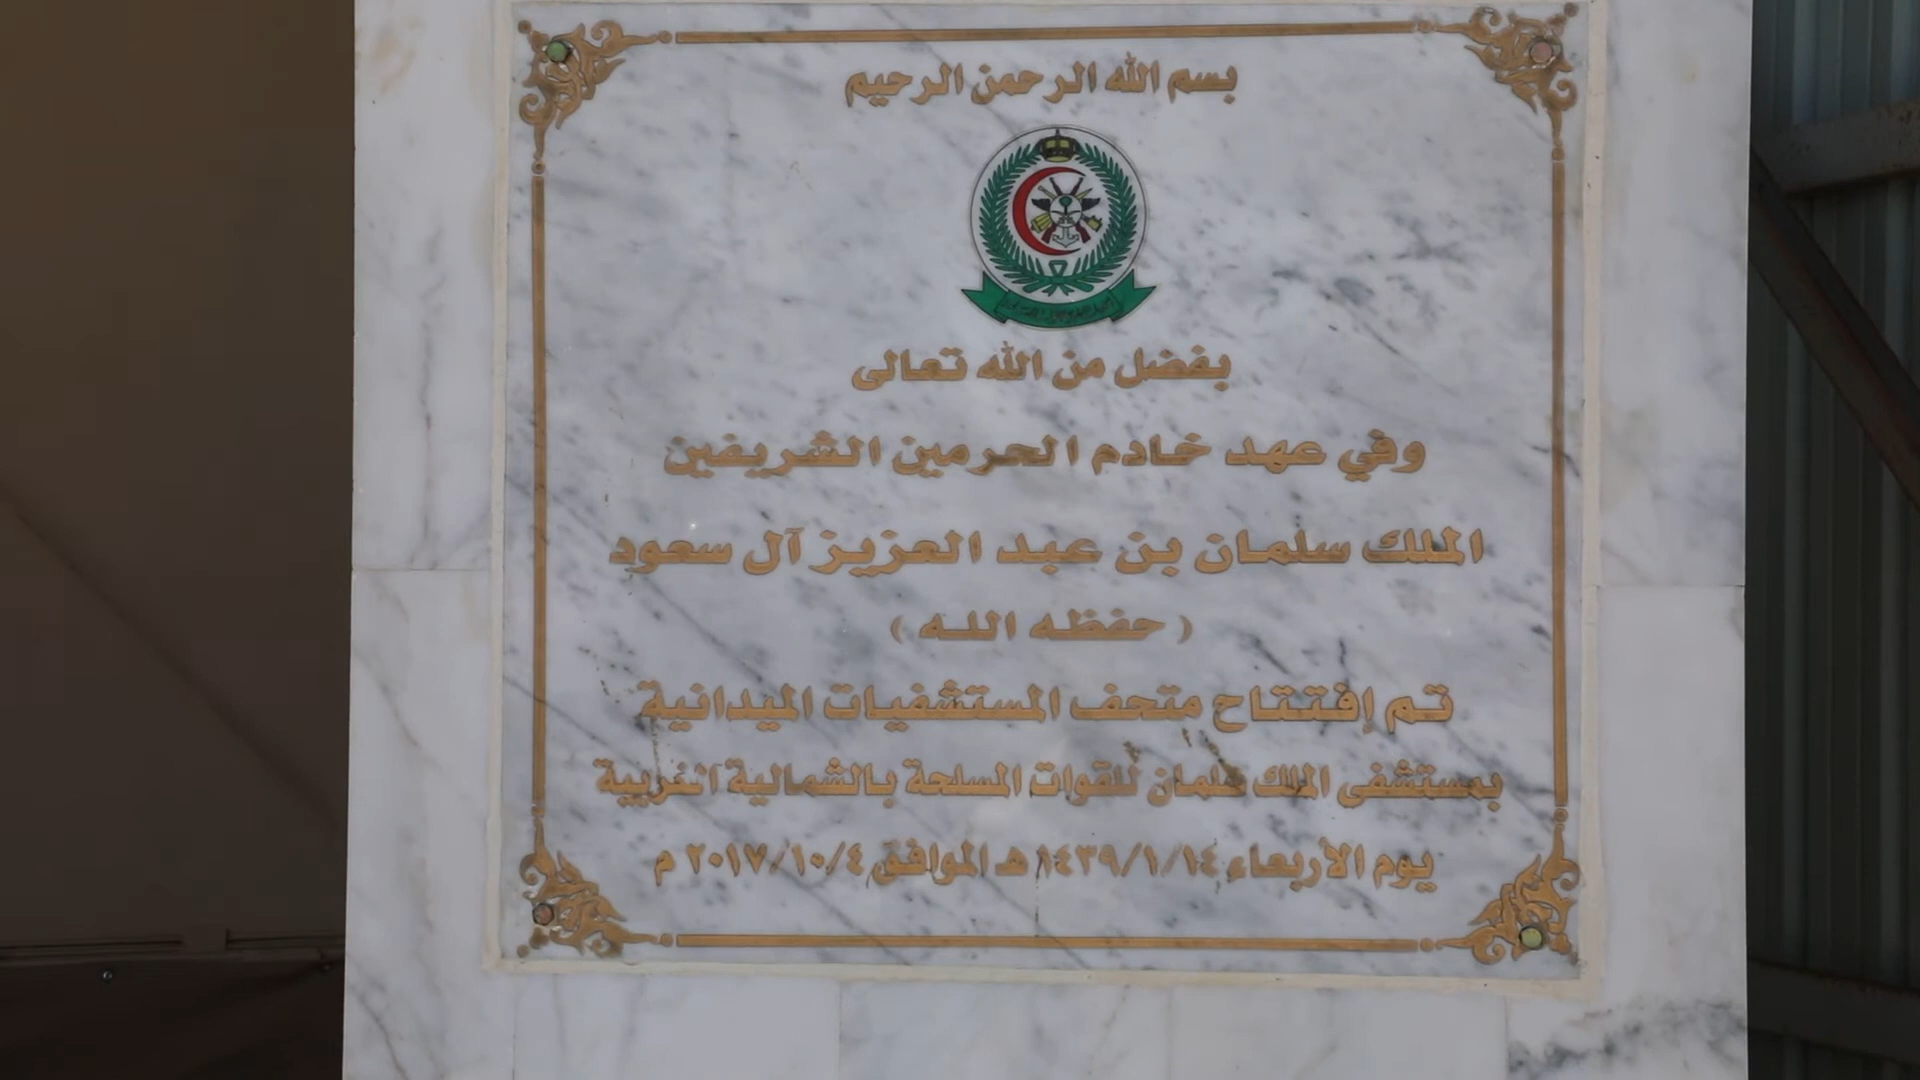 بسم الله الرحمن الرحيم
بفضل من الله تعالى
وفي عهد خادم الحرمين الشريفين
الملك سلمان بن عبد العزيز آل سعود
( حفظه الله )
تم إفتتاح متحف المستشفيات الميدانية
بمستشفى الملك سلمان للقوات المسلحة بالشمالية الغربية
يوم الأربعاء ١٤٣٩/١/١٤ هـ الموافق ٢٠١٧/١٠/٤ م